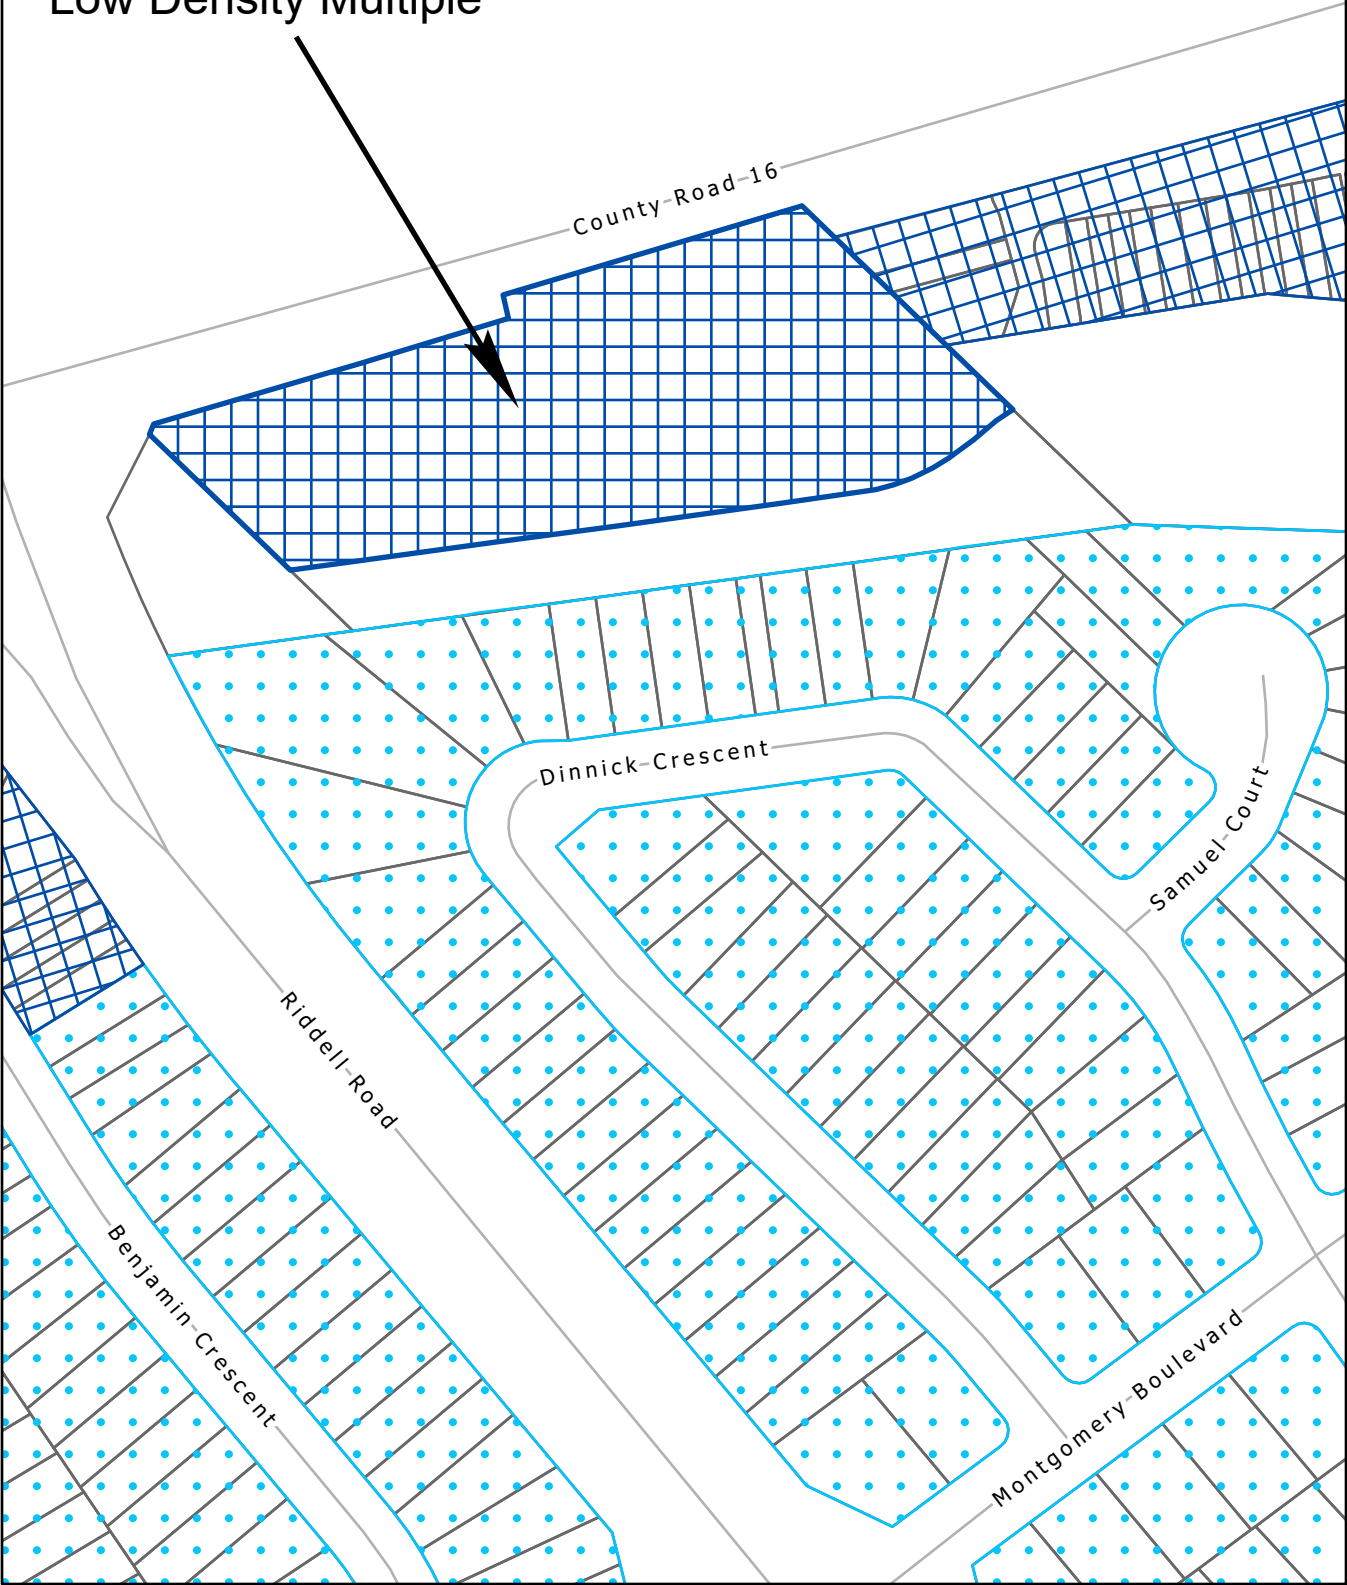 Low Density Multiple
County Road 16
Dinnick Crescent
Samuel Court
Riddell Road
Benjamin Crescent
Montgomery Boulevard